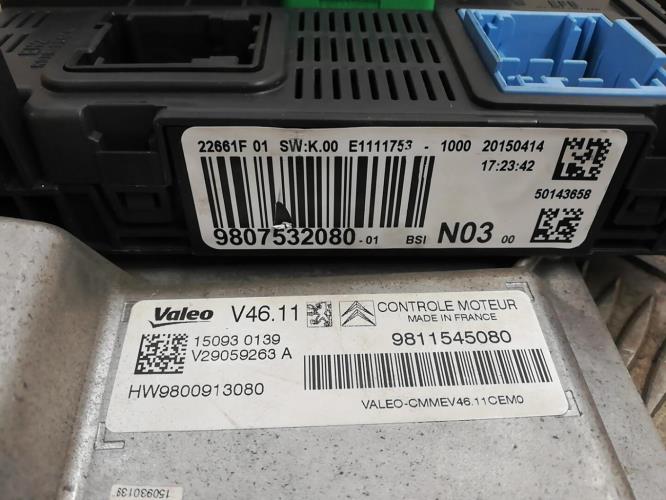 22661F 01 SW:K.00 E1111753 - 1000 20150414
17:23:42
50143658
9807532080-01 BSI N03 00
Valeo V46.11 CONTROLE MOTEUR
MADE IN FRANCE
15093 0139
V29059263 A
9811545080
HW9800913080
VALEO-CMMEV46.11CEM0
150930139